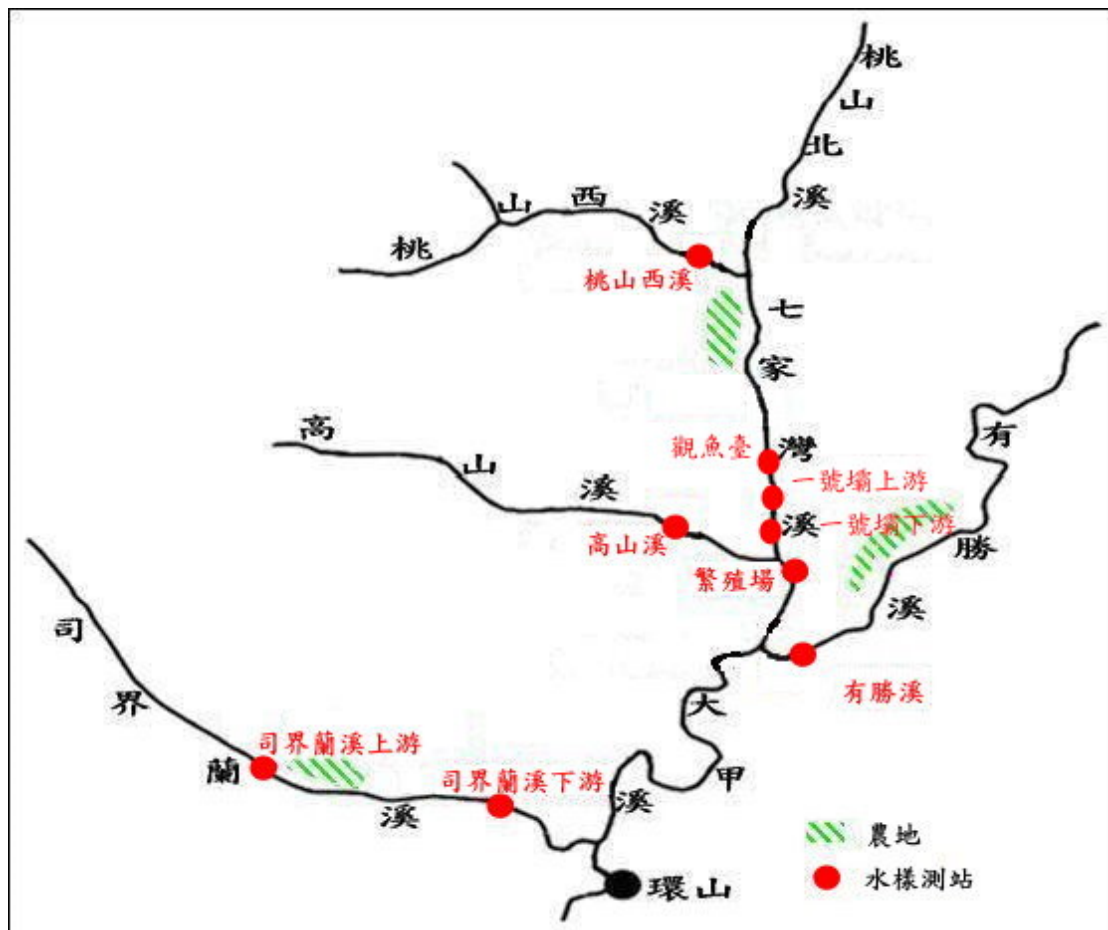 桃山北溪
桃山西溪
桃山西溪
七家灣溪
觀魚臺
一號壩上游
一號壩下游
高山溪
高山溪
繁殖場
有勝溪
有勝溪
司界蘭溪
司界蘭溪上游
司界蘭溪下游
大甲溪
環山
農地
水樣測站